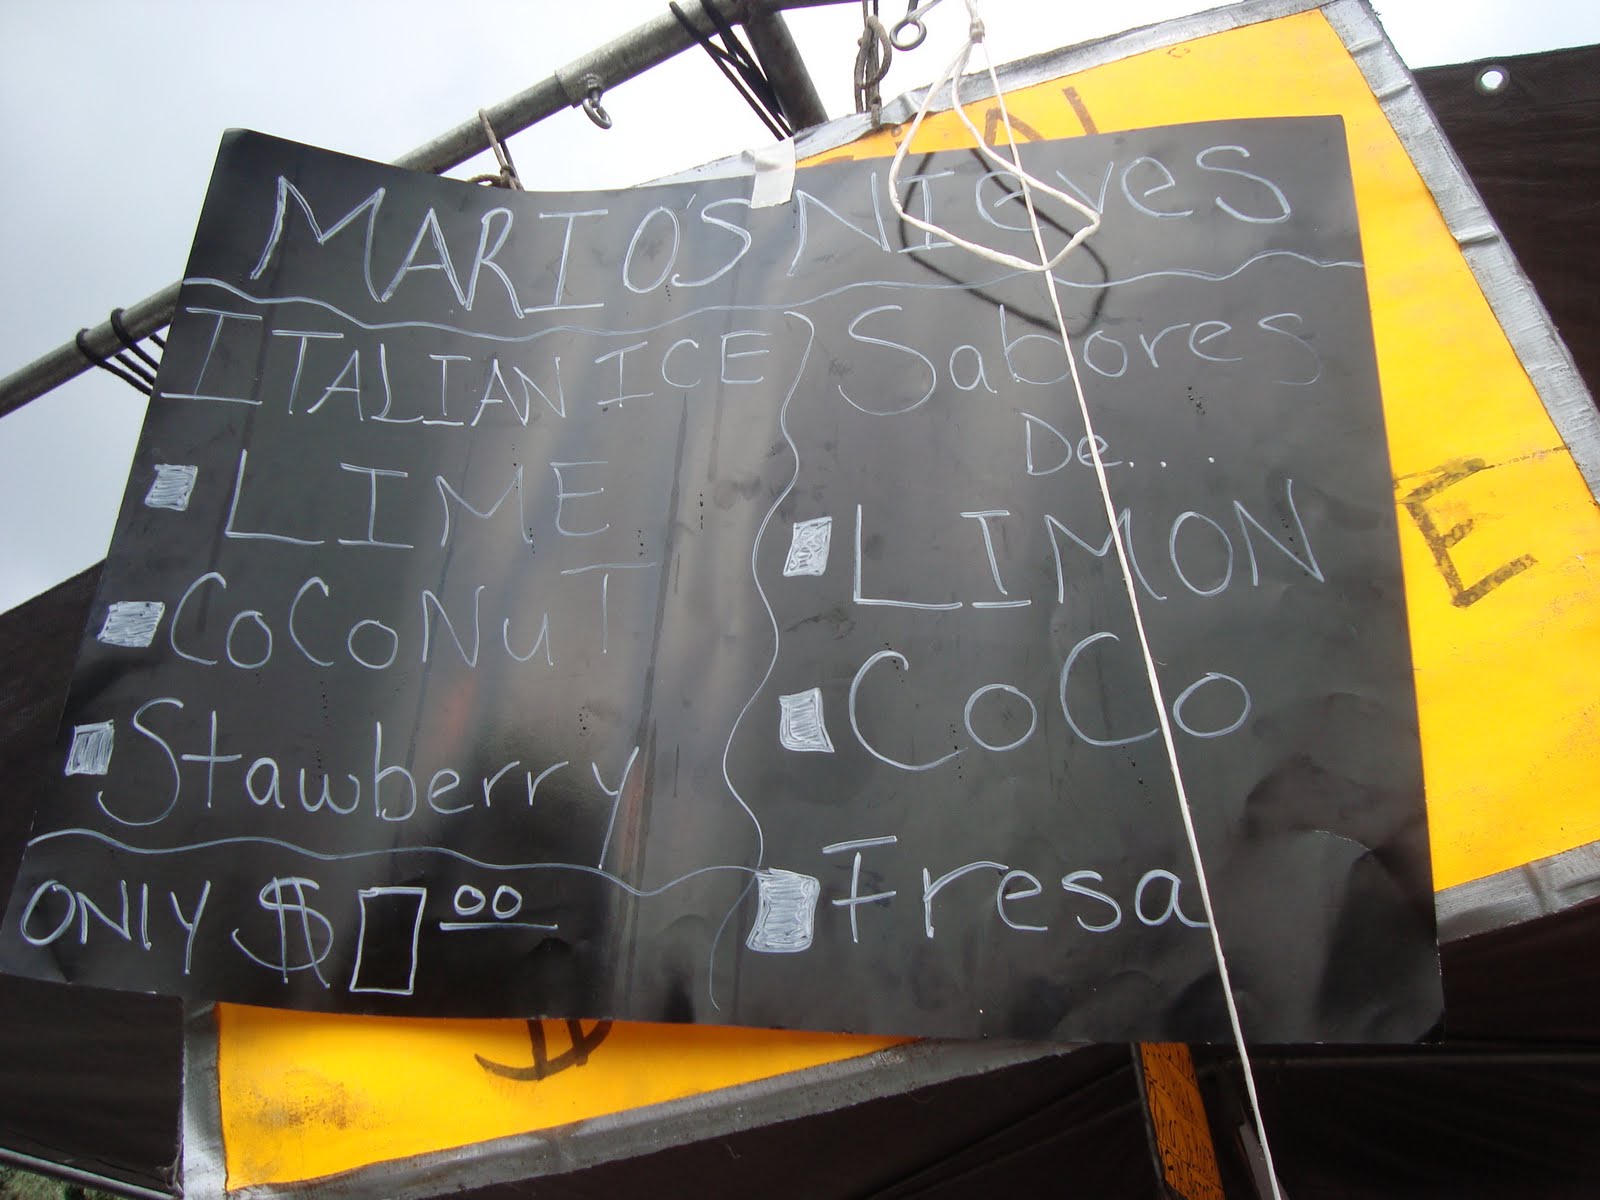 MARIO'S NIEVES
ITALIAN ICE
LIME
COCONUT
Stawberry
ONLY $ 00
Sabores
De...
LIMON
CoCo
Fresa
E
$